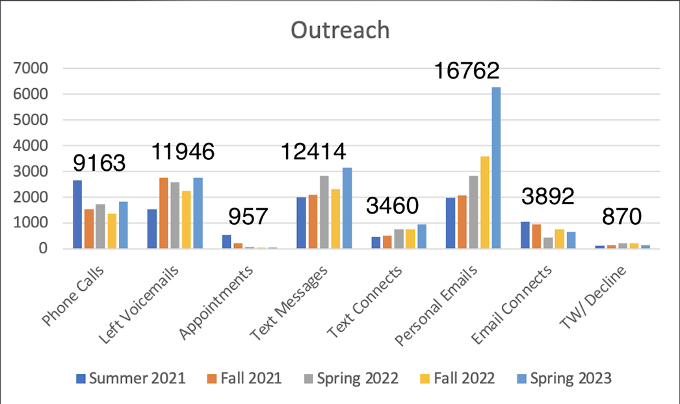 Outreach
7000
6000
5000
4000
3000
2000
1000
0
9163
11946
957
12414
3460
16762
3892
870
Phone Calls
Left Voicemails
Appointments
Text Messages
Text Connects
Personal Emails
Email Connects
TW/ Decline
Summer 2021 Fall 2021 Spring 2022 Fall 2022 Spring 2023